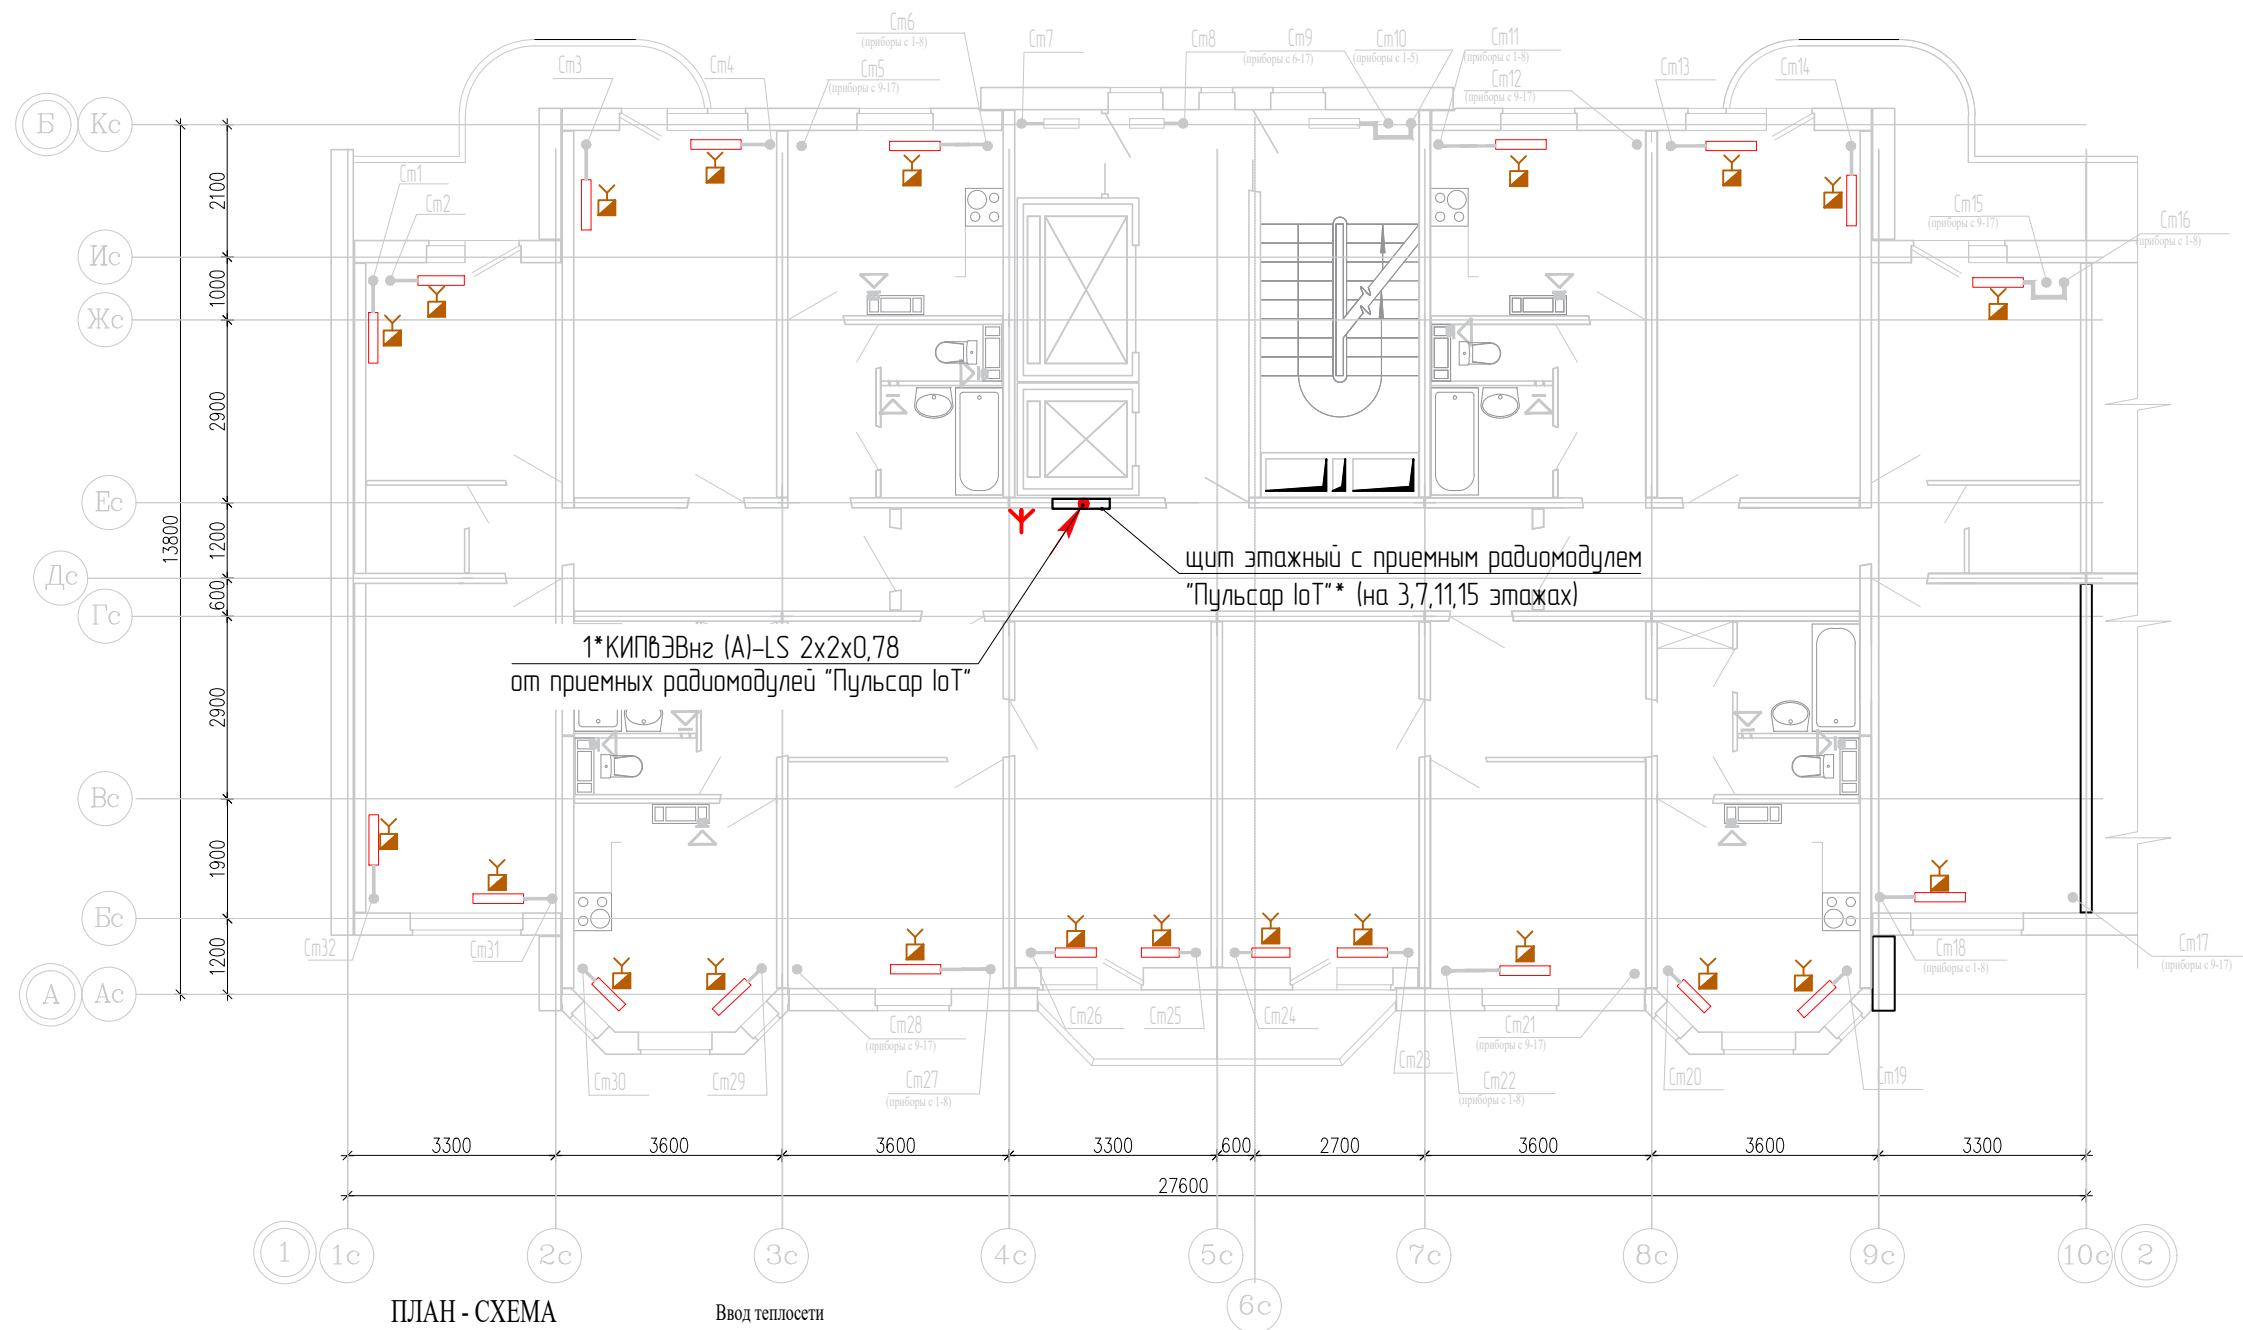 Ст6
(приборы с 1-8)
Ст7
Ст8
Ст9
(приборы с 6-17)
Ст10
(приборы с 1-5)
Ст11
(приборы с 1-8)
Ст3
Ст4
Ст5
(приборы с 9-17)
Ст12
(приборы с 9-17)
Ст13
Ст14
Б
Кс
Ст1
Ст2
2100
Ст15
(приборы с 9-17)
Ст16
(приборы с 1-8)
Ис
1000
Жс
2900
Ес
13800
1200
щит этажный с приемным радиомодулем
"Пульсар IoT"* (на 3,7,11,15 этажах)
Дс
600
Гс
1*КИПвЭВнг (А)-LS 2х2х0,78
от приемных радиомодулей "Пульсар IoT"
2900
Вс
1900
Бс
1200
Ст32
Ст31
Ст18
(приборы с 1-8)
Ст17
(приборы с 9-17)
А
Ас
Ст28
(приборы с 9-17)
Ст26
Ст25
Ст24
Ст21
(приборы с 9-17)
Ст23
Ст30
Ст29
Ст27
(приборы с 1-8)
Ст22
(приборы с 1-8)
Ст20
Ст19
3300
3600
3600
3300
600
2700
3600
3600
3300
27600
1
1с
2с
3с
4с
5с
7с
8с
9с
10с
2
6с
ПЛАН - СХЕМА
Ввод теплосети